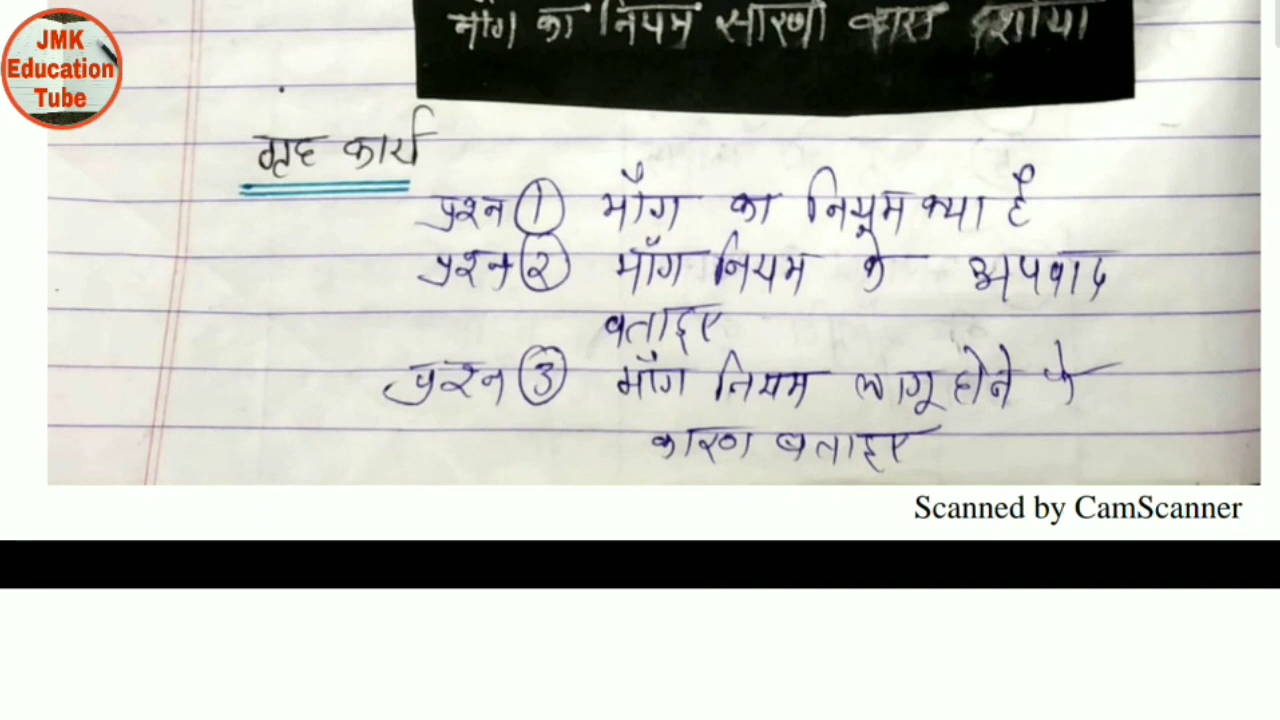 JMK
Education
Tube
माँग का नियम सारणी द्वारा दर्शाया
गृह कार्य
प्रश्न ① माँग का नियम क्या है
प्रश्न ② माँग नियम के अपवाद
बताइए
प्रश्न ③ माँग नियम लागू होने के
कारण बताइए
Scanned by CamScanner